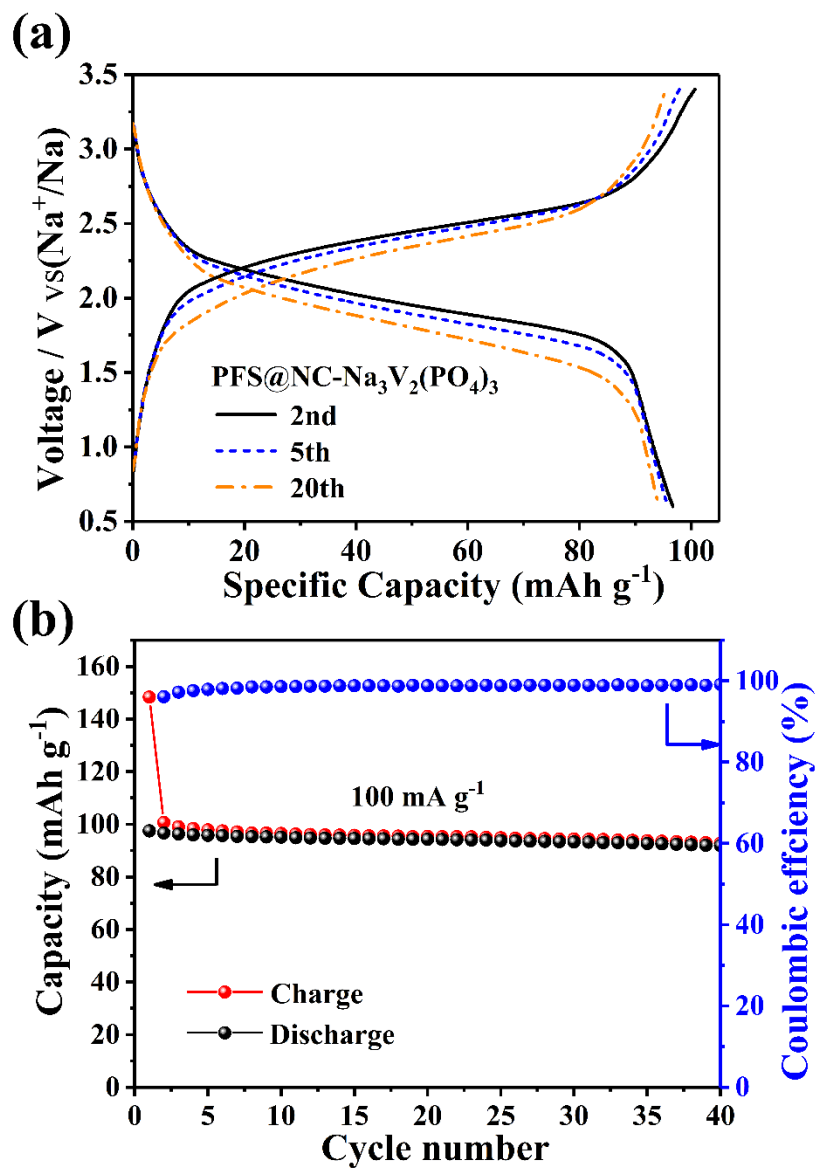 (a)
3.5
3.0
2.5
2.0
1.5
1.0
0.5
Voltage / V vs(Na⁺/Na)
PFS@NC-Na₃V₂(PO₄)₃
2nd
5th
20th
0 20 40 60 80 100
Specific Capacity (mAh g⁻¹)
(b)
160
140
120
100
80
60
40
20
0
Capacity (mAh g⁻¹)
100 mA g⁻¹
Charge
Discharge
100
80
60
40
20
0
Coulombic effciency (%)
0 5 10 15 20 25 30 35 40
Cycle number